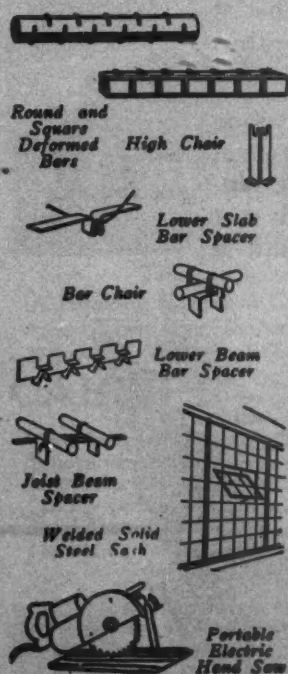 Round and
Square
Deformed
Bars
High Chair
Lower Slab
Bar Spacer
Bar Chair
Lower Beam
Bar Spacer
Joist Beam
Spacer
Welded Solid
Steel Sash
Portable
Electric
Hand Saw